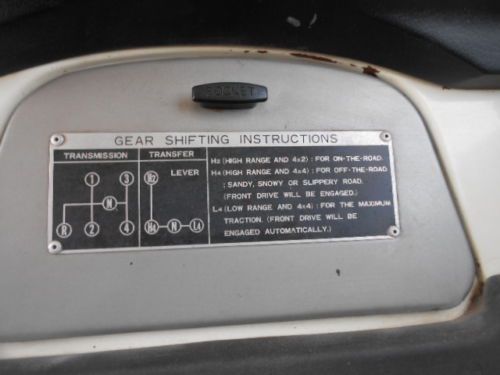 POCKET
GEAR SHIFTING INSTRUCTIONS
TRANSMISSION
TRANSFER
LEVER
1 3
N
R 2 4
H2
H4 N L4
H2 (HIGH RANGE AND 4x2) : FOR ON-THE-ROAD.
H4 (HIGH RANGE AND 4x4) : FOR OFF-THE-ROAD
; SANDY, SNOWY OR SLIPPERY ROAD.
(FRONT DRIVE WILL BE ENGAGED.)
L4 (LOW RANGE AND 4x4) : FOR THE MAXIMUM
TRACTION. (FRONT DRIVE WILL BE
ENGAGED AUTOMATICALLY.)